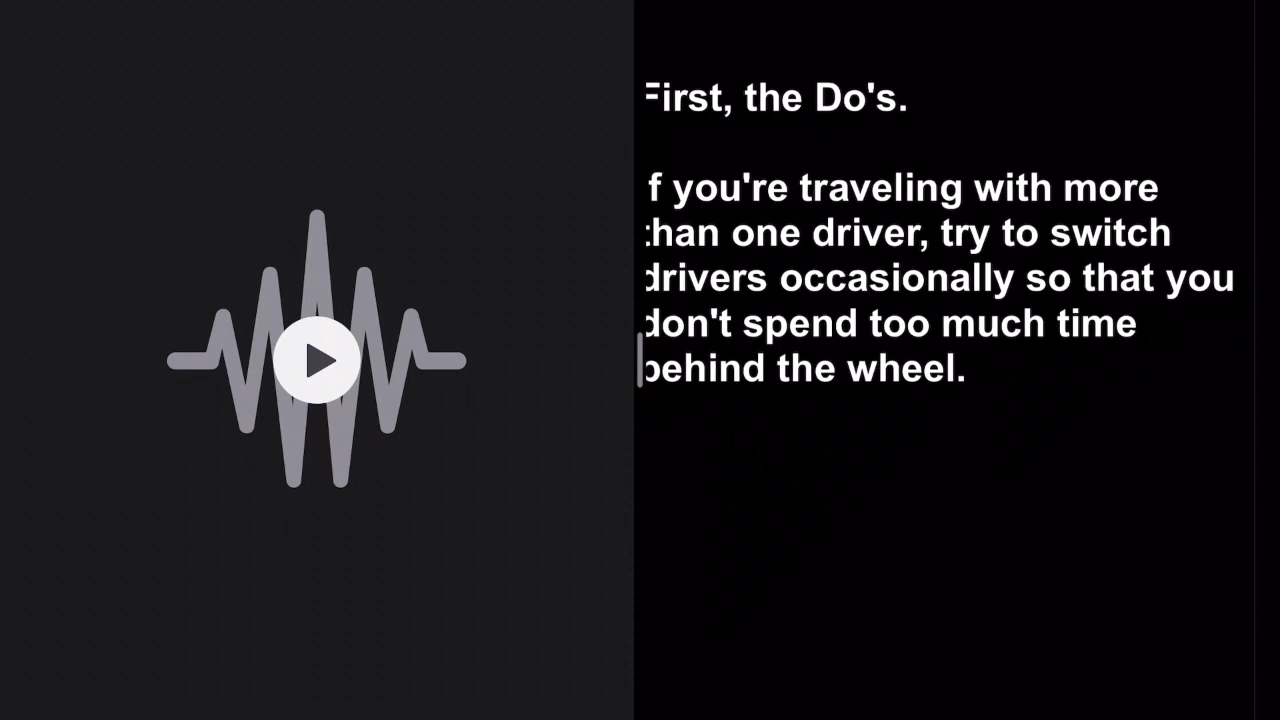 First, the Do's.
If you're traveling with more
than one driver, try to switch
drivers occasionally so that you
don't spend too much time
behind the wheel.